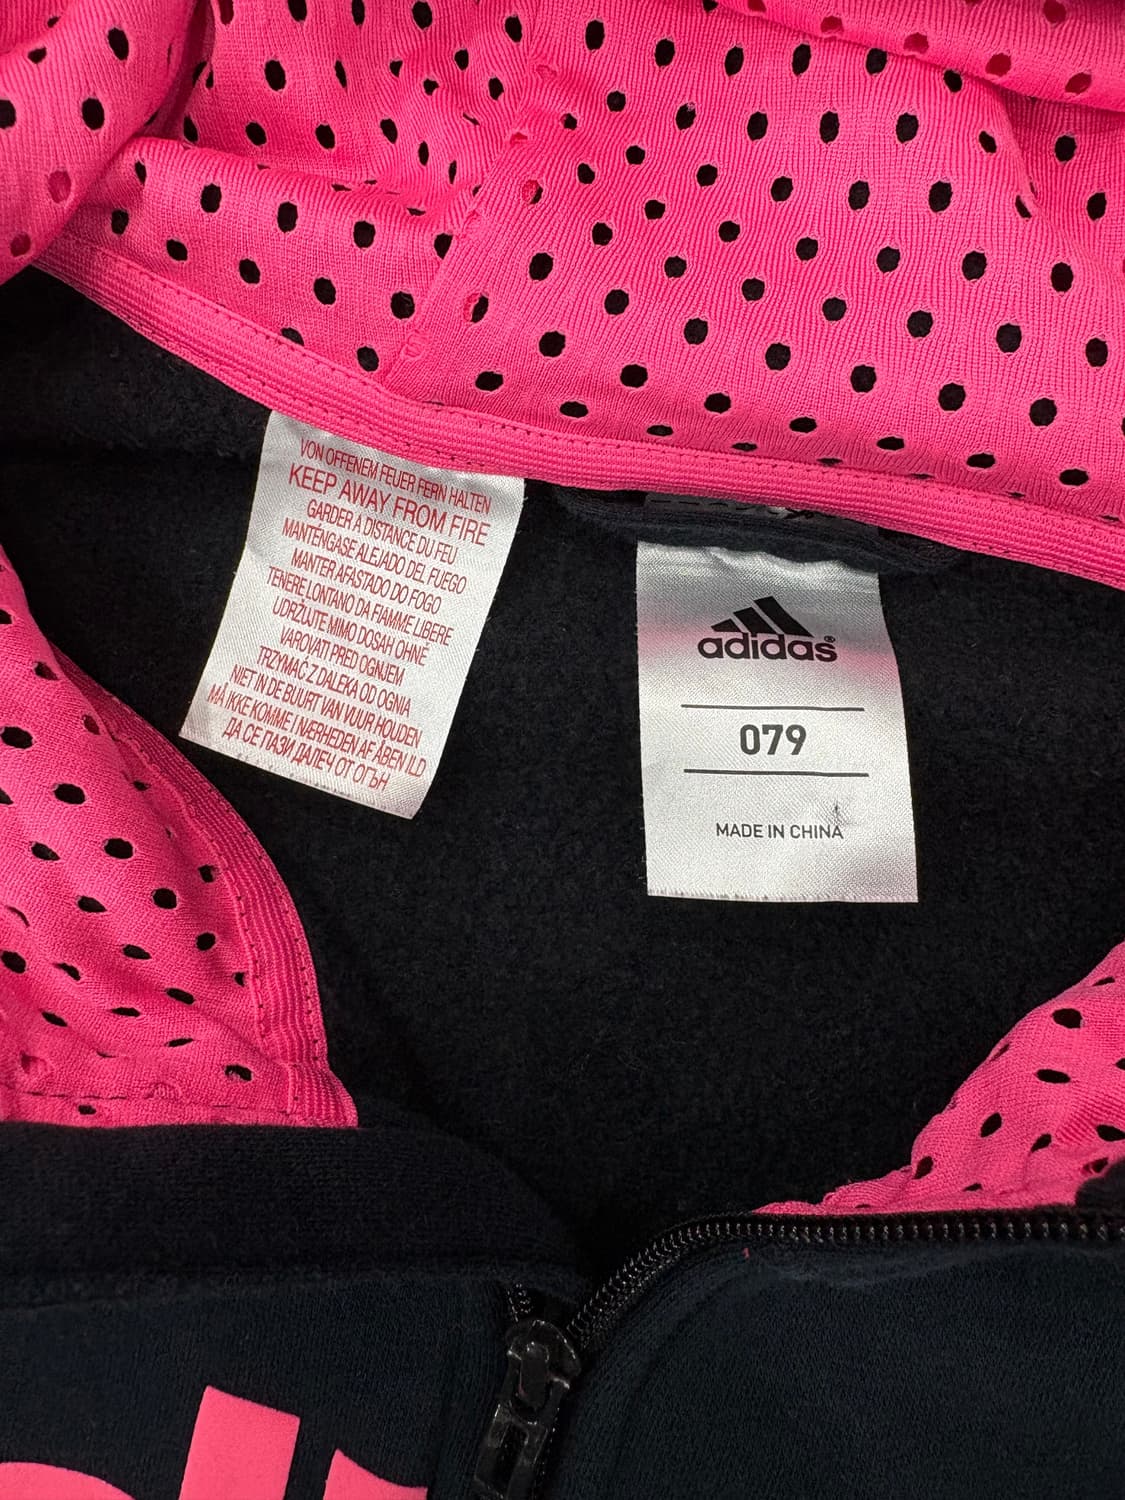 VON OFFENEM FEUER FERN HALTEN
KEEP AWAY FROM FIRE
GARDER À DISTANCE DU FEU
MANTÉNGASE ALEJADO DEL FUEGO
MANTER AFASTADO DO FOGO
TENERE LONTANO DA FIAMME LIBERE
UDRŽUJTE MIMO DOSAH OHNĚ
VAROVATI PRED OGNJEM
TRZYMAĆ Z DALEKA OD OGNIA
NIET IN DE BUURT VAN VUUR HOUDEN
MÅ IKKE KOMME I NÆRHEDEN AF ÅBEN ILD
ДА СЕ ПАЗИ ДАЛЕЧ ОТ ОГЪН
adidas®
079
MADE IN CHINA